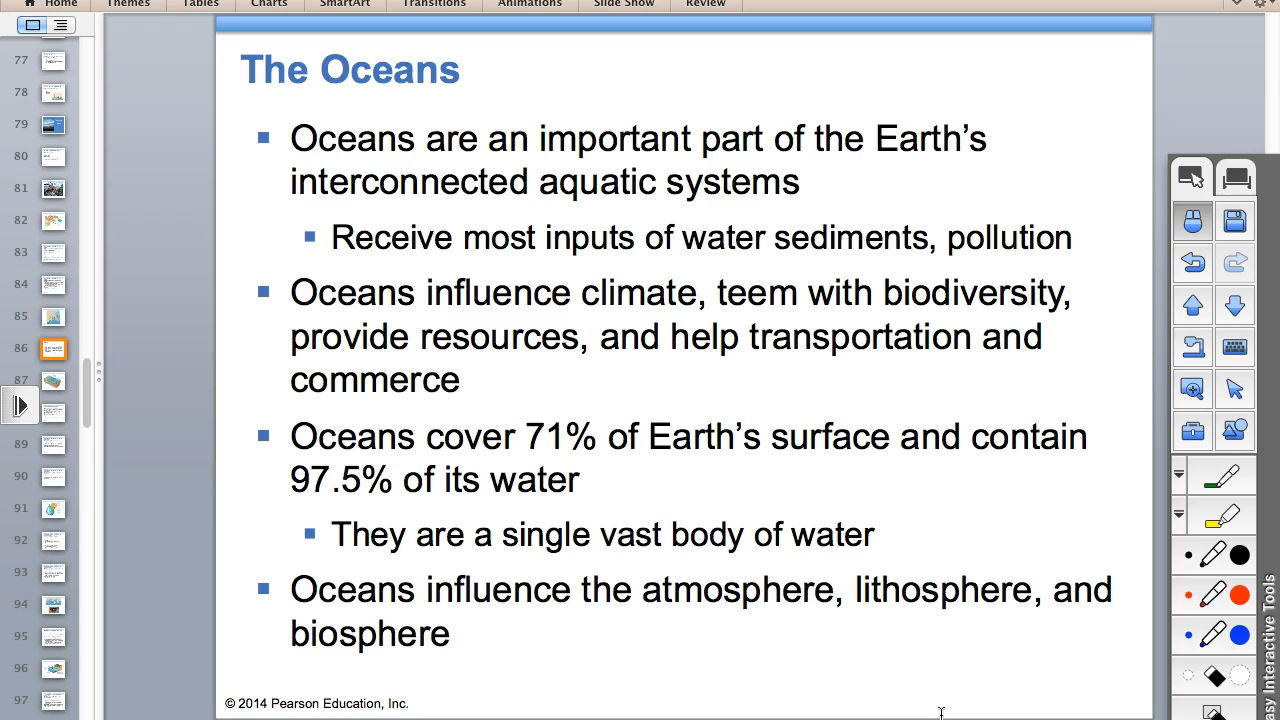 Home Themes Tables Charts SmartArt Transitions Animations Slide Show Review
The Oceans
Oceans are an important part of the Earth's
interconnected aquatic systems
Receive most inputs of water sediments, pollution
Oceans influence climate, teem with biodiversity,
provide resources, and help transportation and
commerce
Oceans cover 71% of Earth's surface and contain
97.5% of its water
They are a single vast body of water
Oceans influence the atmosphere, lithosphere, and
biosphere
© 2014 Pearson Education, Inc.
77
78
79
80
81
82
83
84
85
86
87
89
90
91
92
93
94
95
96
97
esy Interactive Tools